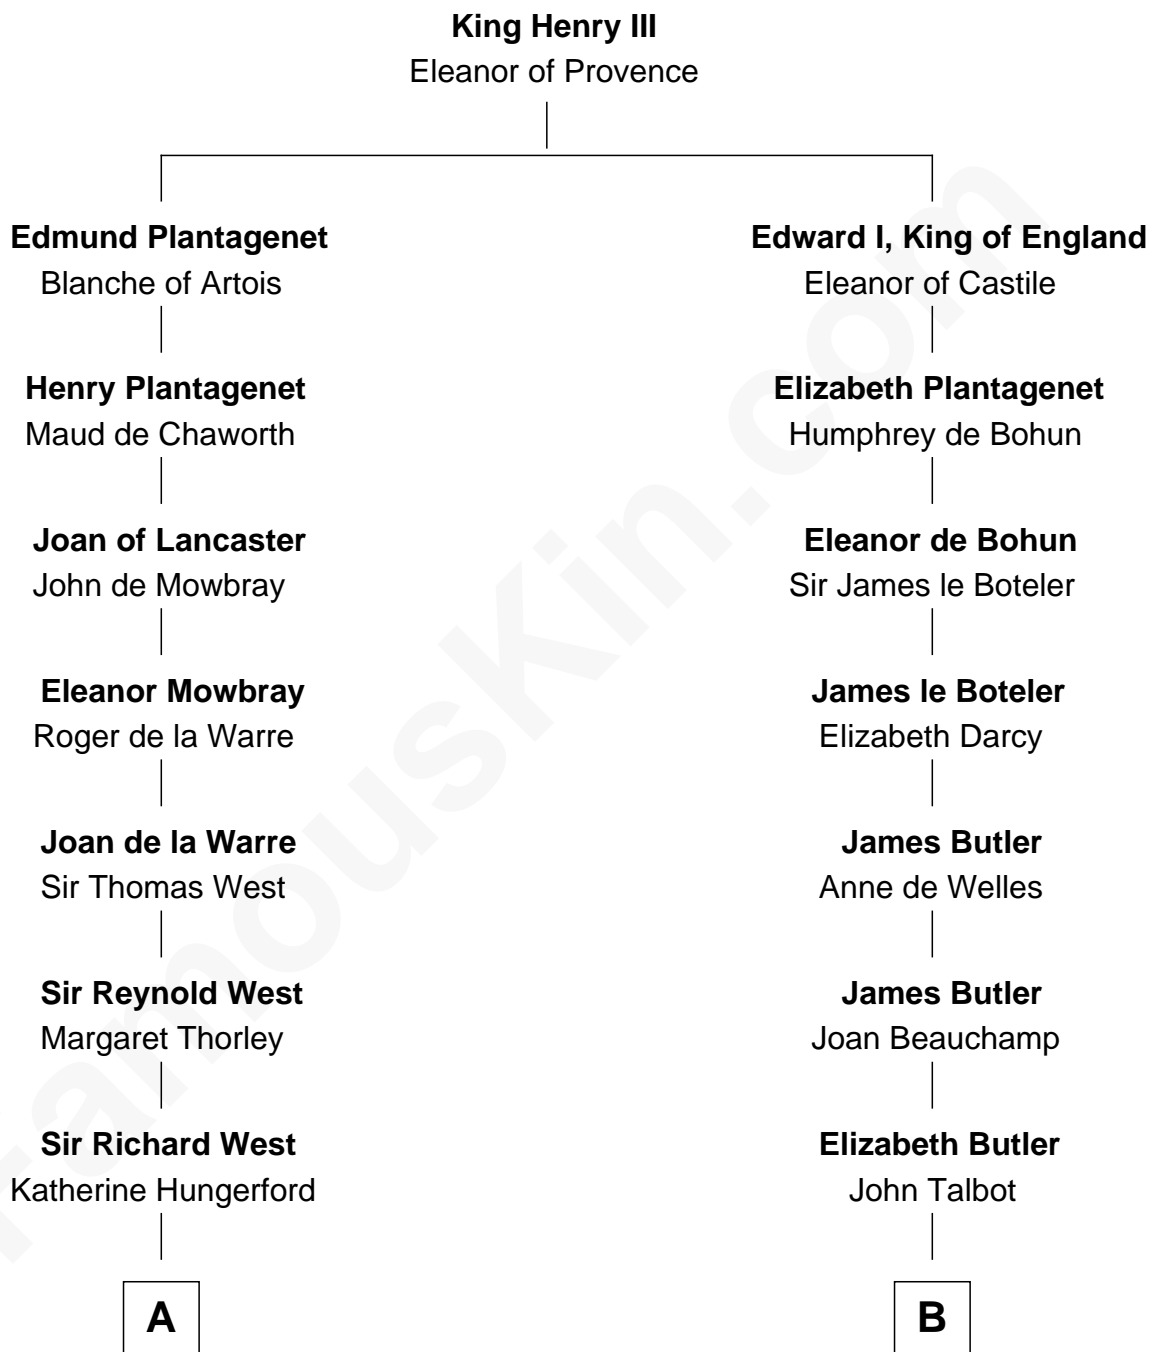 King Henry III
Eleanor of Provence
Edmund Plantagenet
Blanche of Artois
Henry Plantagenet
Maud de Chaworth
Joan of Lancaster
John de Mowbray
Eleanor Mowbray
Roger de la Warre
Joan de la Warre
Sir Thomas West
Sir Reynold West
Margaret Thorley
Sir Richard West
Katherine Hungerford
A
Edward I, King of England
Eleanor of Castile
Elizabeth Plantagenet
Humphrey de Bohun
Eleanor de Bohun
Sir James le Boteler
James le Boteler
Elizabeth Darcy
James Butler
Anne de Welles
James Butler
Joan Beauchamp
Elizabeth Butler
John Talbot
B
FamousKin.com